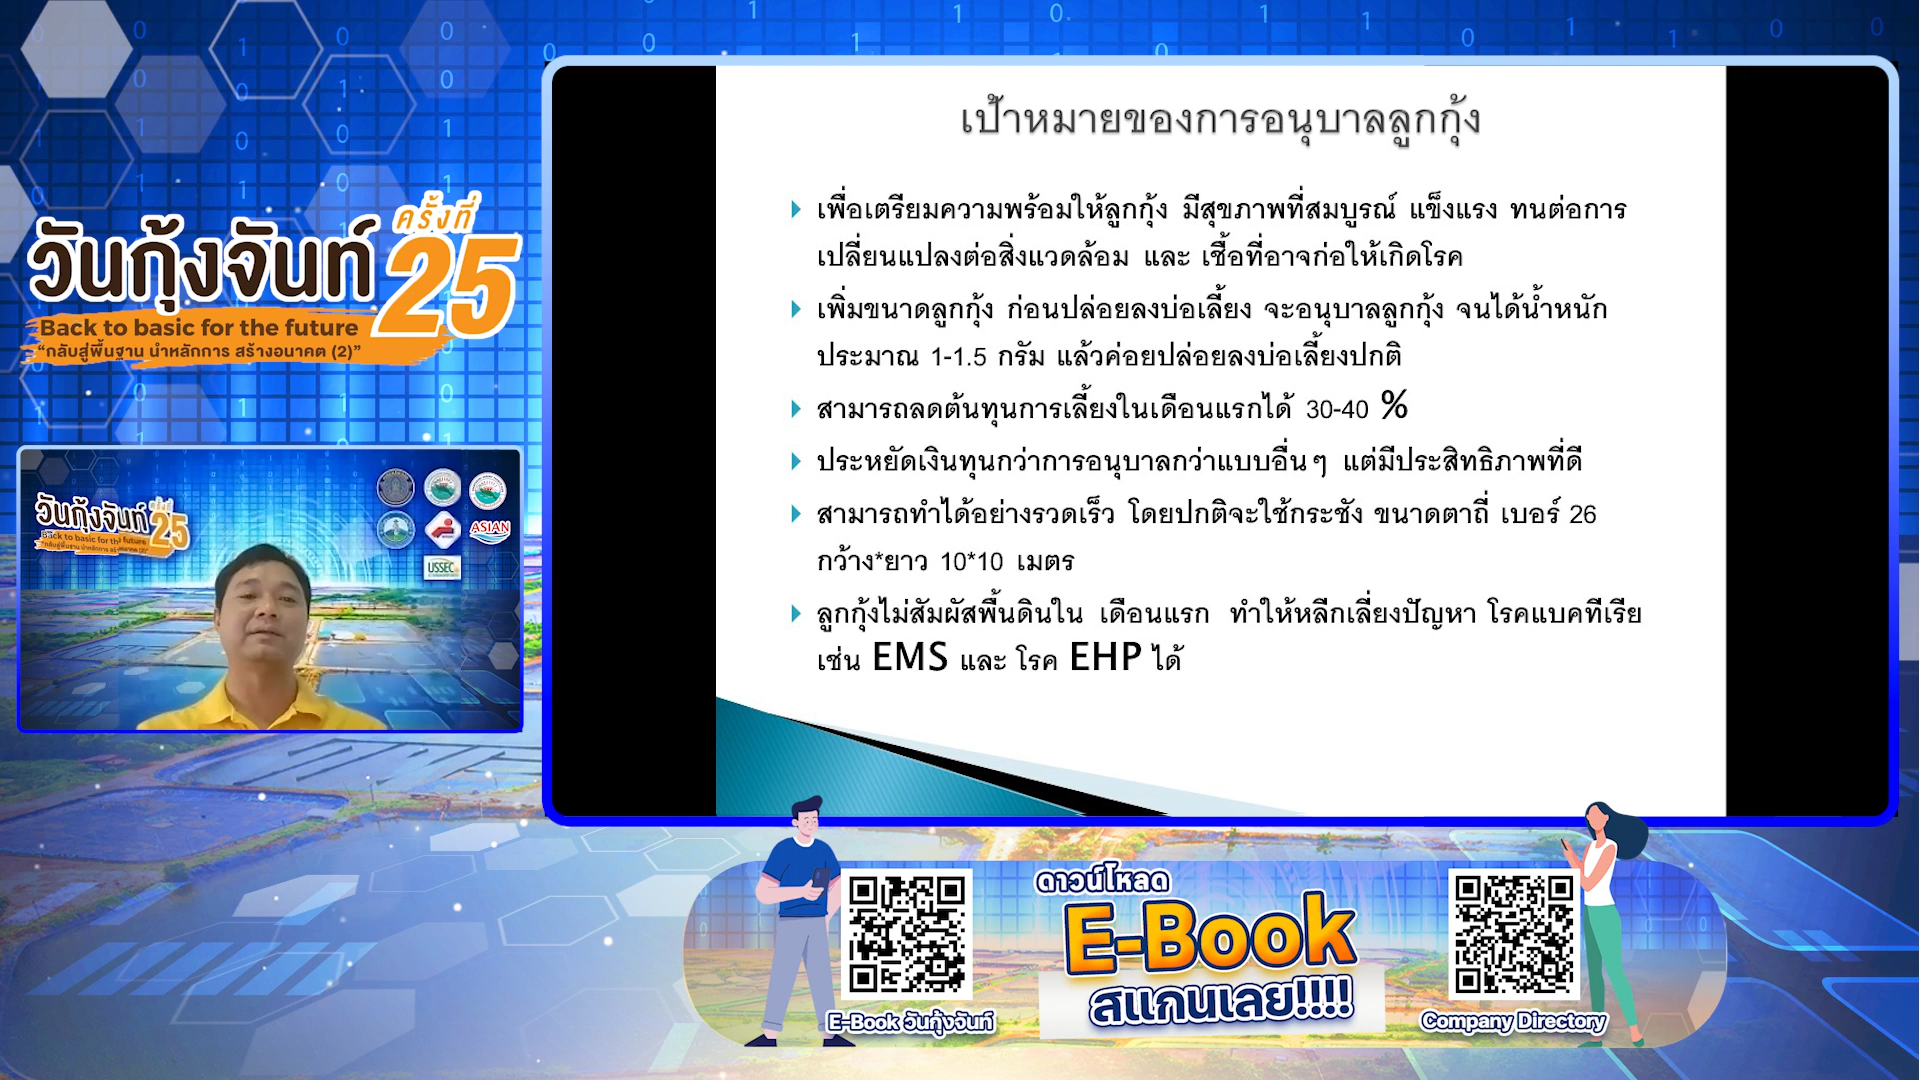 วันกุ้งจันท์
ครั้งที่
25
Back to basic for the future
“กลับสู่พื้นฐาน นำหลักการ สร้างอนาคต (2)”
เป้าหมายของการอนุบาลลูกกุ้ง
เพื่อเตรียมความพร้อมให้ลูกกุ้ง มีสุขภาพที่สมบูรณ์ แข็งแรง ทนต่อการ
เปลี่ยนแปลงต่อสิ่งแวดล้อม และ เชื้อที่อาจก่อให้เกิดโรค
เพิ่มขนาดลูกกุ้ง ก่อนปล่อยลงบ่อเลี้ยง จะอนุบาลลูกกุ้ง จนได้น้ำหนัก
ประมาณ 1-1.5 กรัม แล้วค่อยปล่อยลงบ่อเลี้ยงปกติ
สามารถลดต้นทุนการเลี้ยงในเดือนแรกได้ 30-40 %
ประหยัดเงินทุนกว่าการอนุบาลกว่าแบบอื่นๆ แต่มีประสิทธิภาพที่ดี
สามารถทำได้อย่างรวดเร็ว โดยปกติจะใช้กระชัง ขนาดตาถี่ เบอร์ 26
กว้าง*ยาว 10*10 เมตร
ลูกกุ้งไม่สัมผัสพื้นดินใน เดือนแรก ทำให้หลีกเลี่ยงปัญหา โรคแบคทีเรีย
เช่น EMS และ โรค EHP ได้
วันกุ้งจันท์
ครั้งที่
25
Back to basic for the future
ASIAN
USSEC
ดาวน์โหลด
E-Book
สแกนเลย!!!!
E-Book วันกุ้งจันท์
Company Directory